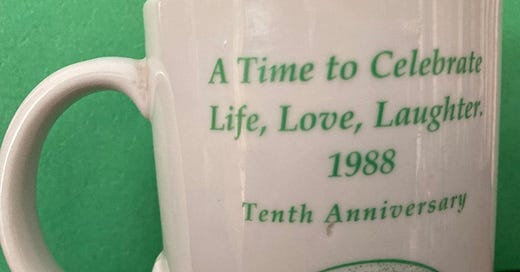 A Time to Celebrate
Life, Love, Laughter.
1988
Tenth Anniversary